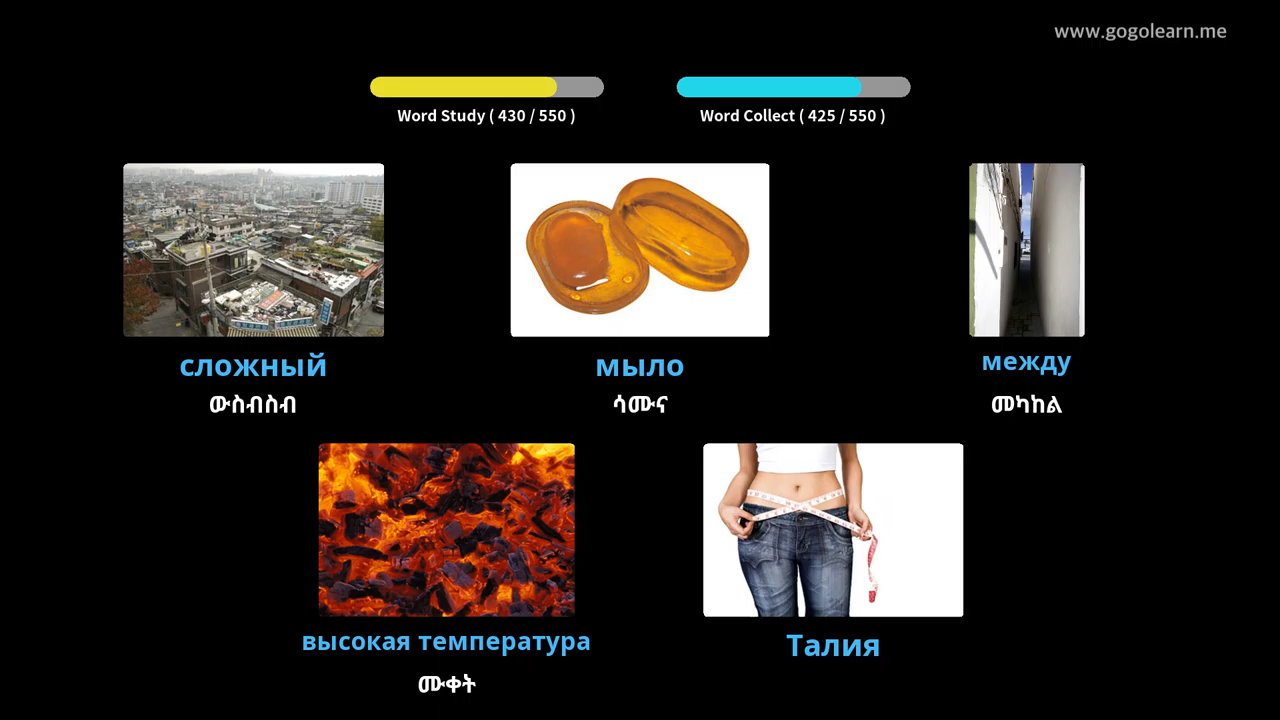 www.gogolearn.me
Word Study ( 430 / 550 )
Word Collect ( 425 / 550 )
сложный
мыло
между
ውስብስብ
ሳሙና
መካከል
высокая температура
Талия
ሙቀት